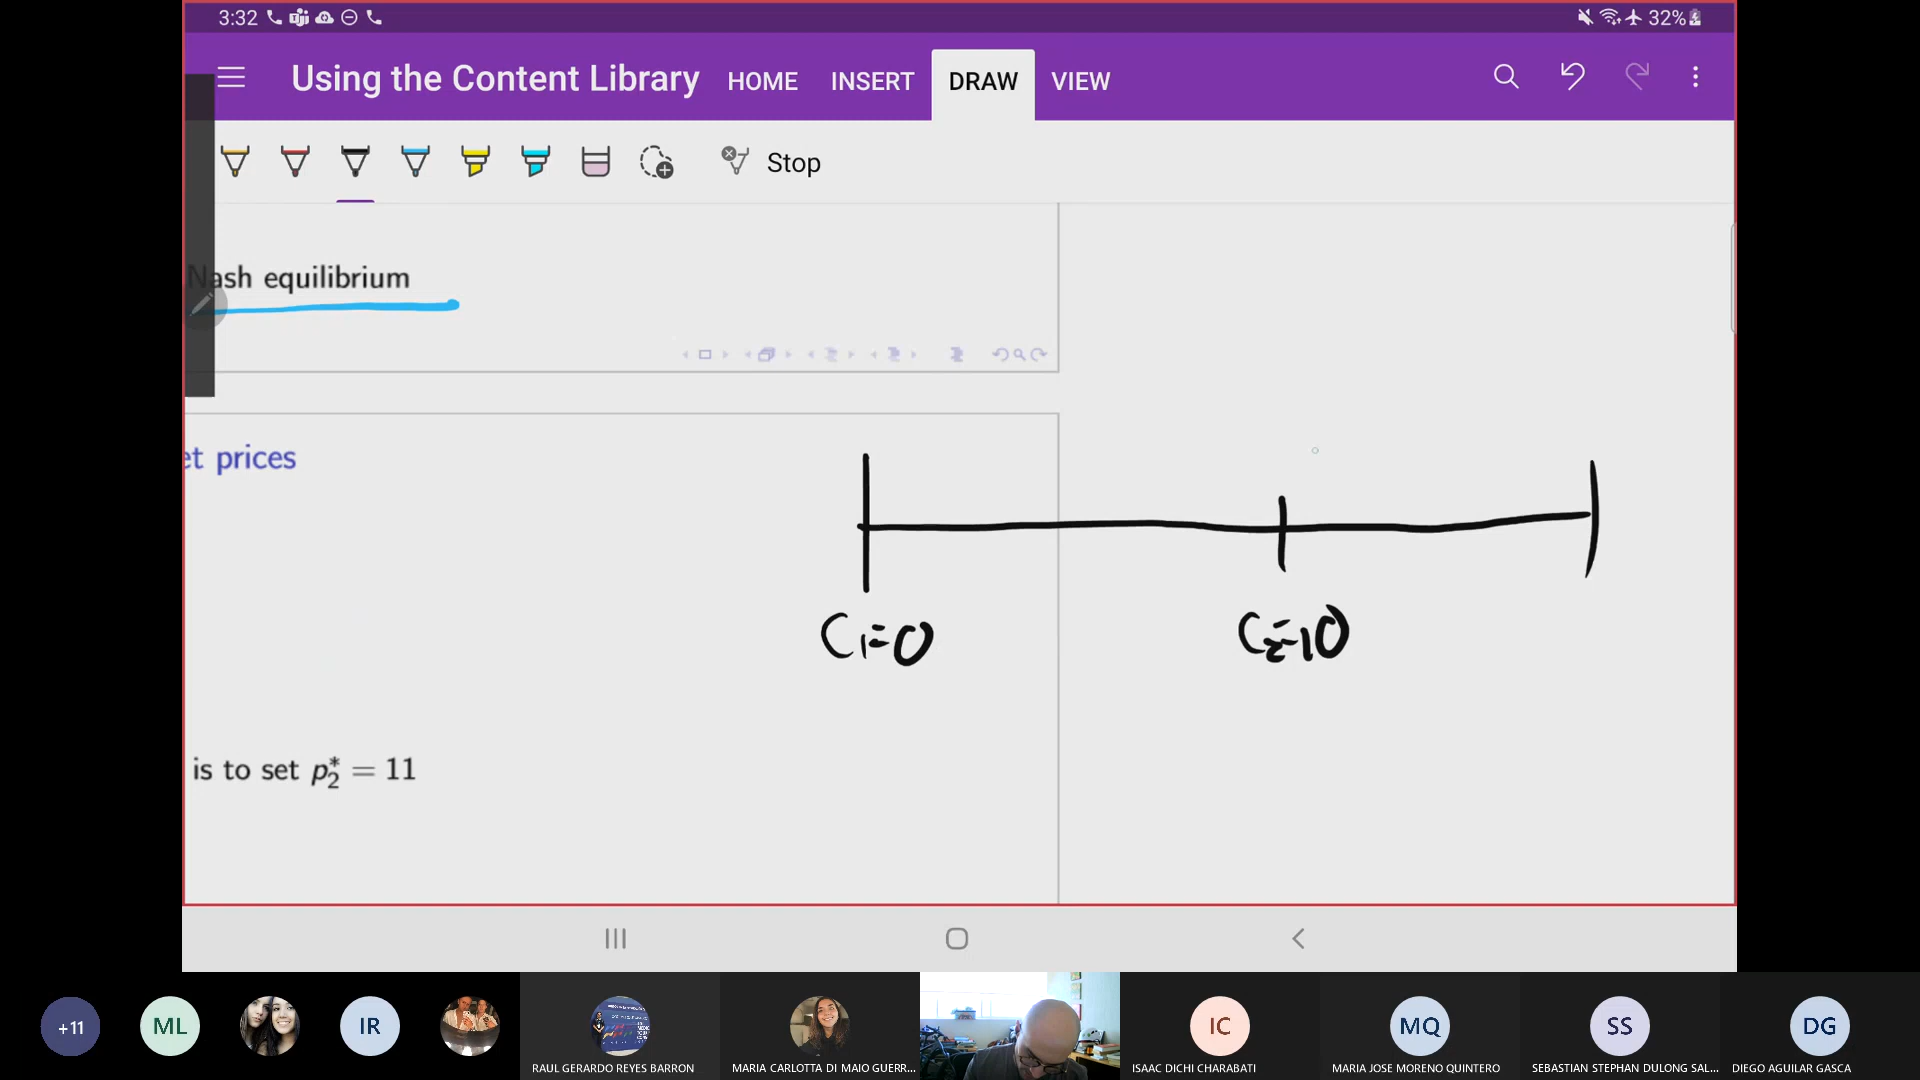 3:32
32%
Using the Content Library HOME INSERT DRAW VIEW
Stop
Nash equilibrium
et prices
C1=0
C2=10
is to set p₂* = 11
+11
ML
IR
IC
MQ
SS
DG
RAUL GERARDO REYES BARRON
MARIA CARLOTTA DI MAIO GUERR...
ISAAC DICHI CHARABATI
MARIA JOSE MORENO QUINTERO
SEBASTIAN STEPHAN DULONG SAL...
DIEGO AGUILAR GASCA